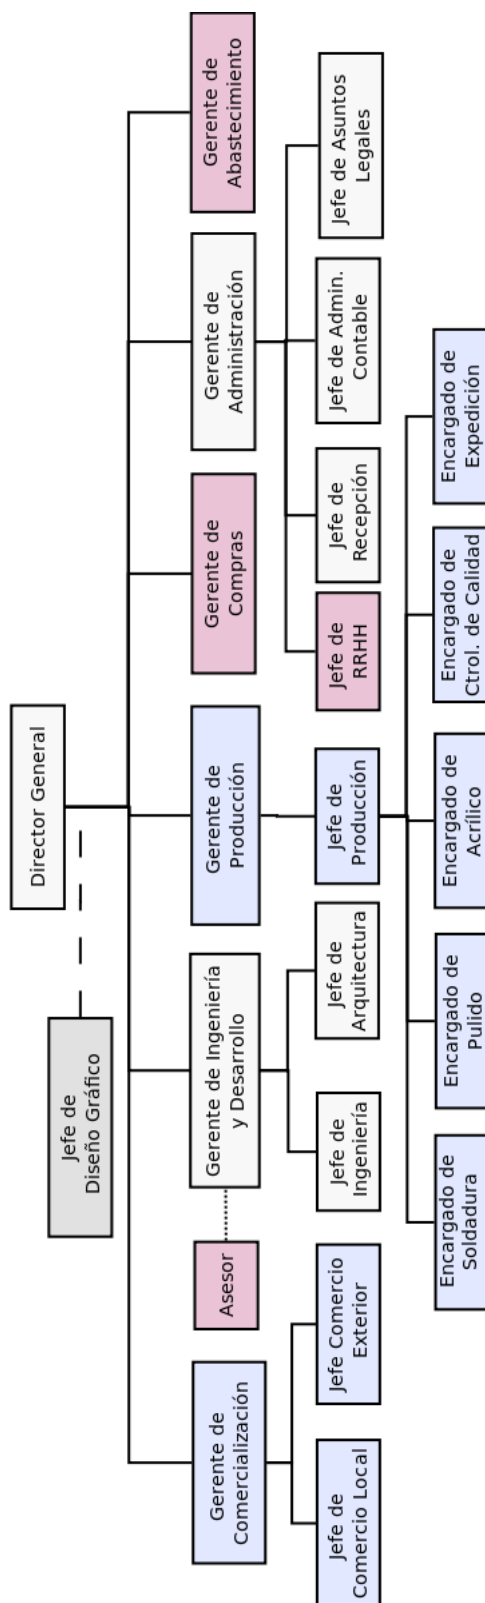 Director General
Jefe de
Diseño Gráfico
Gerente de
Comercialización
Asesor
Gerente de Ingeniería
y Desarrollo
Gerente de
Producción
Gerente de
Compras
Gerente de
Administración
Gerente de
Abastecimiento
Jefe de
Comercio Local
Jefe Comercio
Exterior
Jefe de
Ingeniería
Jefe de
Arquitectura
Jefe de
Producción
Jefe de
RRHH
Jefe de
Recepción
Jefe de Admin.
Contable
Jefe de Asuntos
Legales
Encargado de
Soldadura
Encargado de
Pulido
Encargado de
Acrílico
Encargado de
Ctrol. de Calidad
Encargado de
Expedición